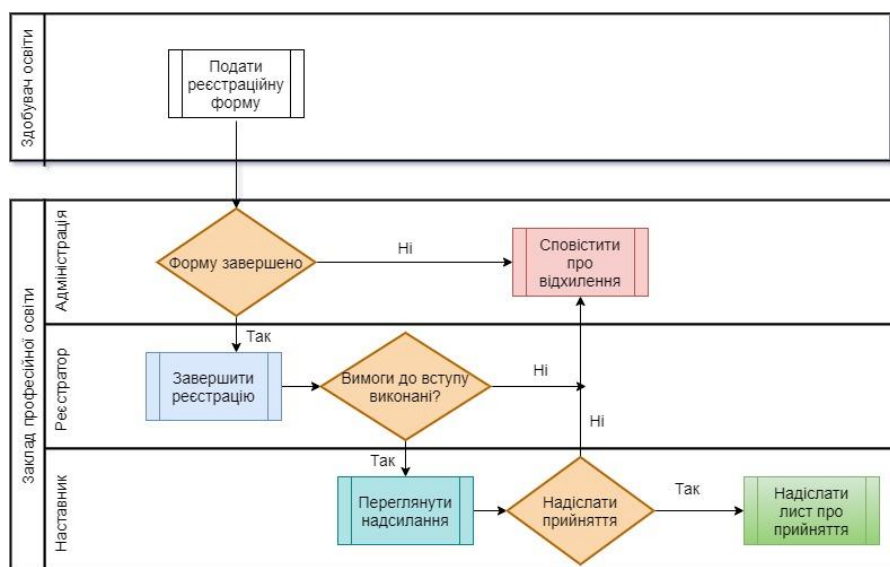 Здобувач освіти
Подати
реєстраційну
форму
Заклад професійної освіти
Адміністрація
Форму завершено
Ні
Сповістити
про
відхилення
Так
Реєстратор
Завершити
реєстрацію
Вимоги до вступу
виконані?
Ні
Ні
Так
Наставник
Переглянути
надсилання
Надіслати
прийняття
Так
Надіслати
лист про
прийняття